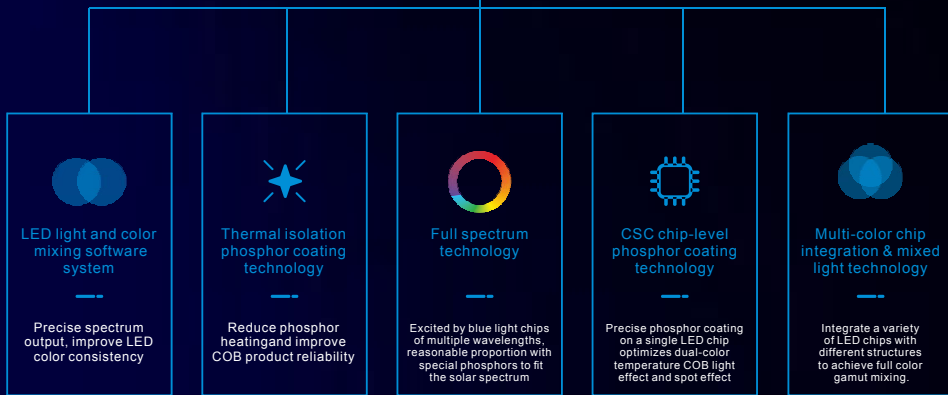 LED light and color
mixing software
system
Precise spectrum
output, improve LED
color consistency
Thermal isolation
phosphor coating
technology
Reduce phosphor
heatingand improve
COB product reliability
Full spectrum
technology
Excited by blue light chips
of multiple wavelengths,
reasonable proportion with
special phosphors to fit
the solar spectrum
CSC chip-level
phosphor coating
technology
Precise phosphor coating
on a single LED chip
optimizes dual-color
temperature COB light
effect and spot effect
Multi-color chip
integration & mixed
light technology
Integrate a variety
of LED chips with
different structures
to achieve full color
gamut mixing.